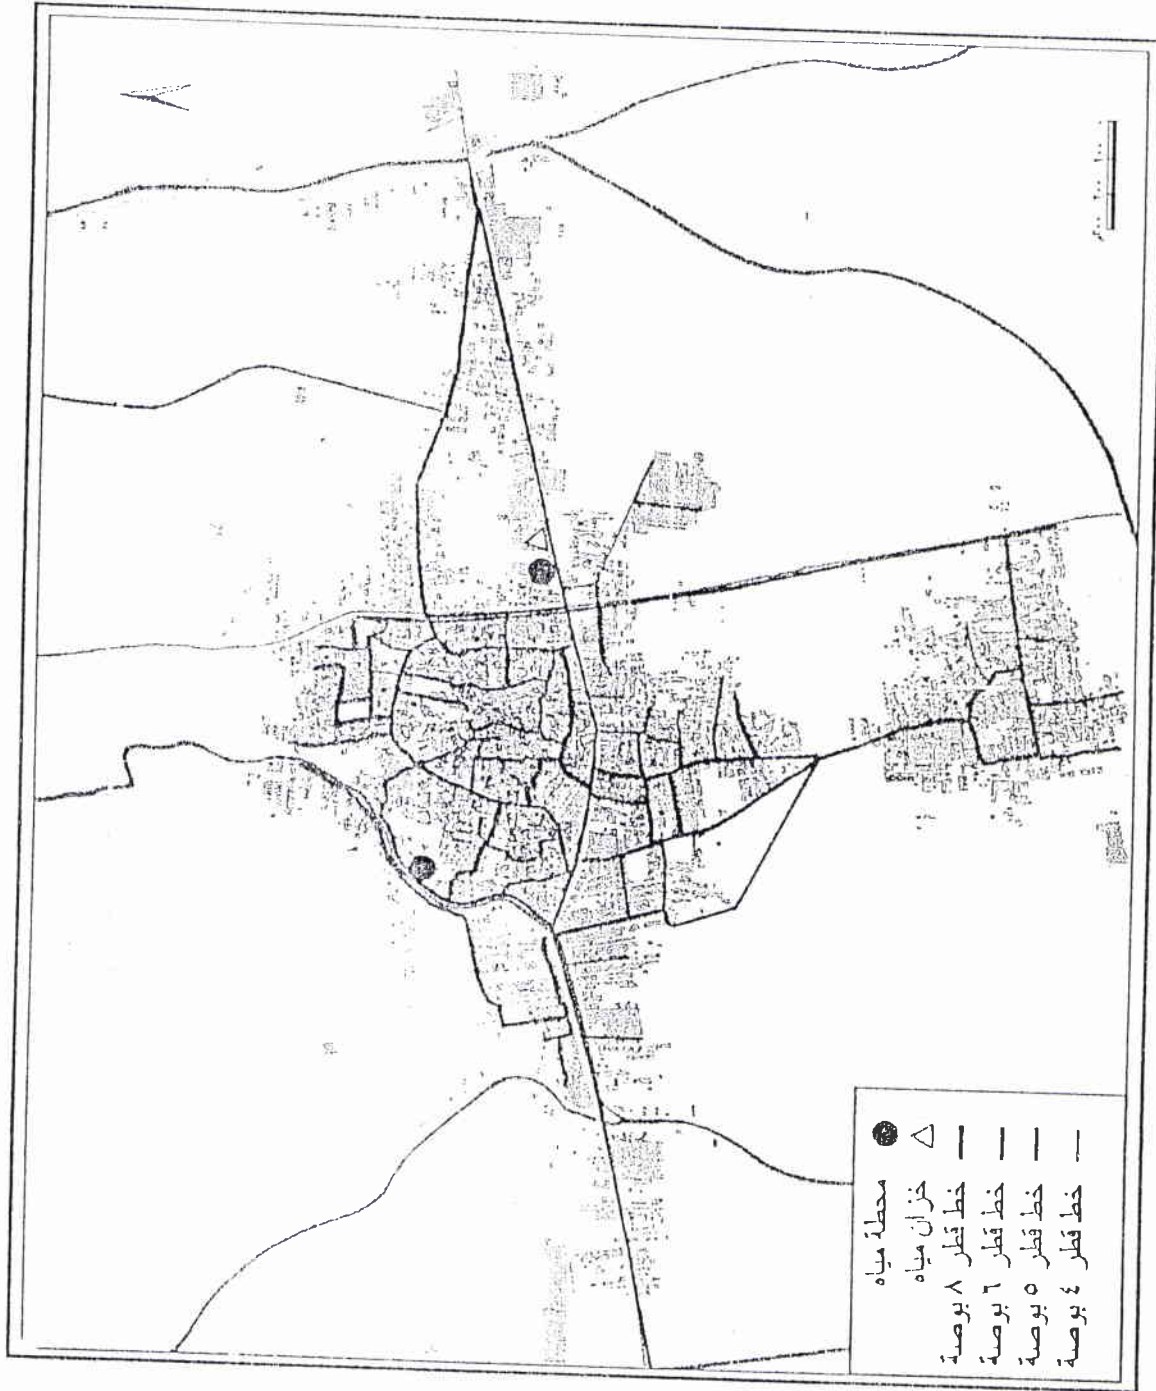 محطة مياه
خزان مياه
خط قطر ٨ بوصة
خط قطر ٦ بوصة
خط قطر ٥ بوصة
خط قطر ٤ بوصة